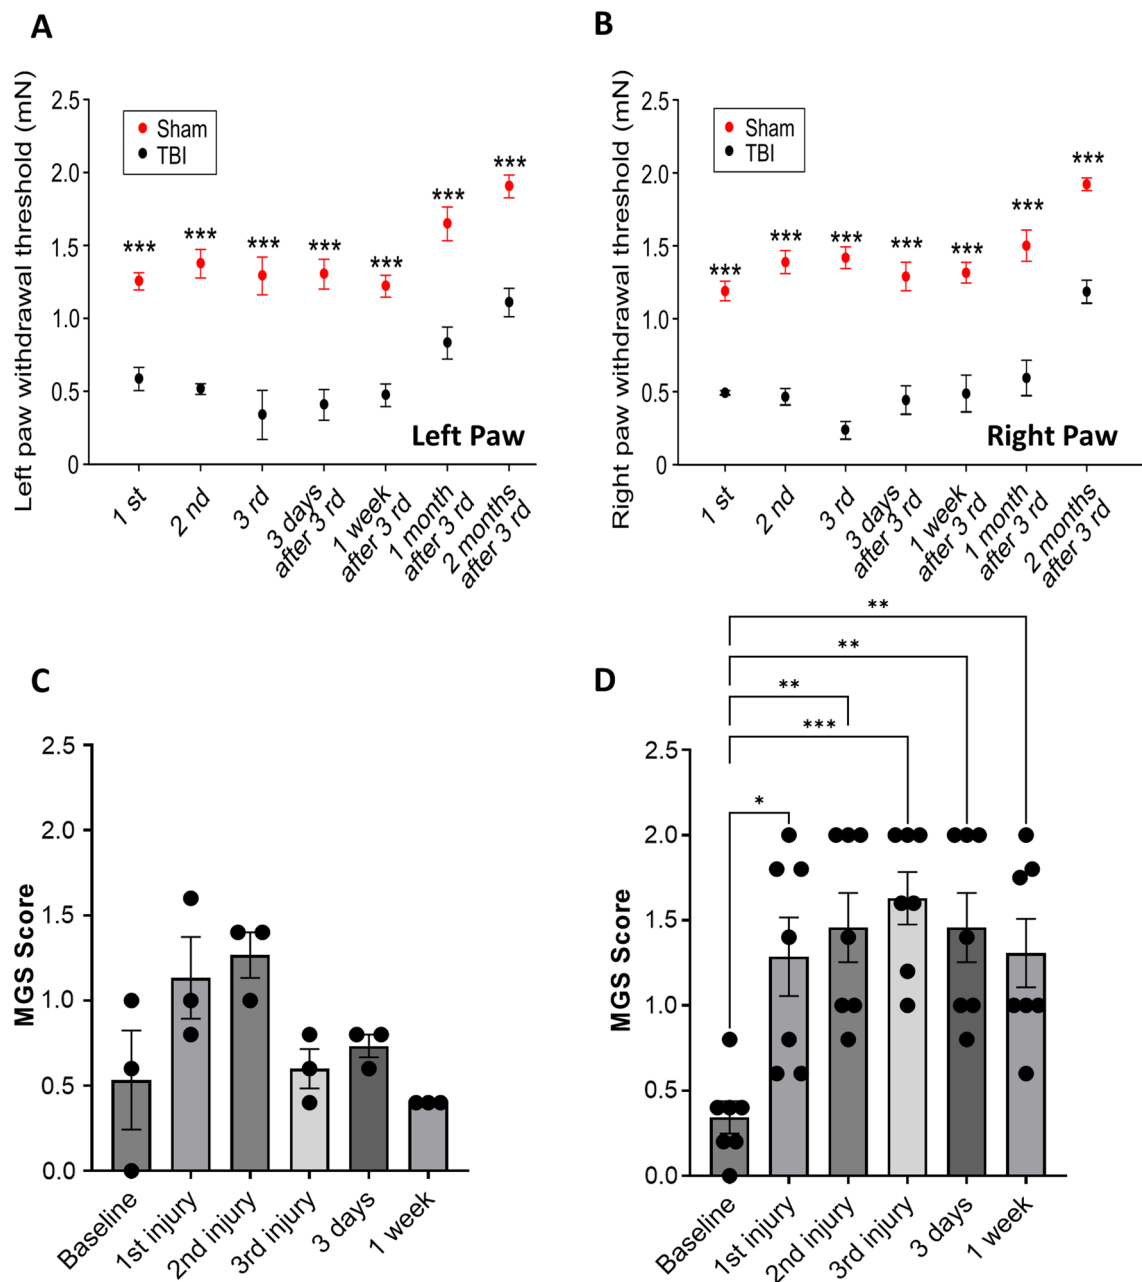 A
Left paw withdrawal threshold (mN)
2.5
2.0
1.5
1.0
0.5
0
Sham
TBI
***
***
***
***
***
***
***
Left Paw
1 st
2 nd
3 rd
3 days
after 3 rd
1 week
after 3 rd
1 month
after 3 rd
2 months
after 3 rd
B
Right paw withdrawal threshold (mN)
2.5
2.0
1.5
1.0
0.5
0
Sham
TBI
***
***
***
***
***
***
***
Right Paw
1 st
2 nd
3 rd
3 days
after 3 rd
1 week
after 3 rd
1 month
after 3 rd
2 months
after 3 rd
C
MGS Score
2.5
2.0
1.5
1.0
0.5
0.0
Baseline
1st injury
2nd injury
3rd injury
3 days
1 week
D
**
**
**
***
*
MGS Score
2.5
2.0
1.5
1.0
0.5
0.0
Baseline
1st injury
2nd injury
3rd injury
3 days
1 week